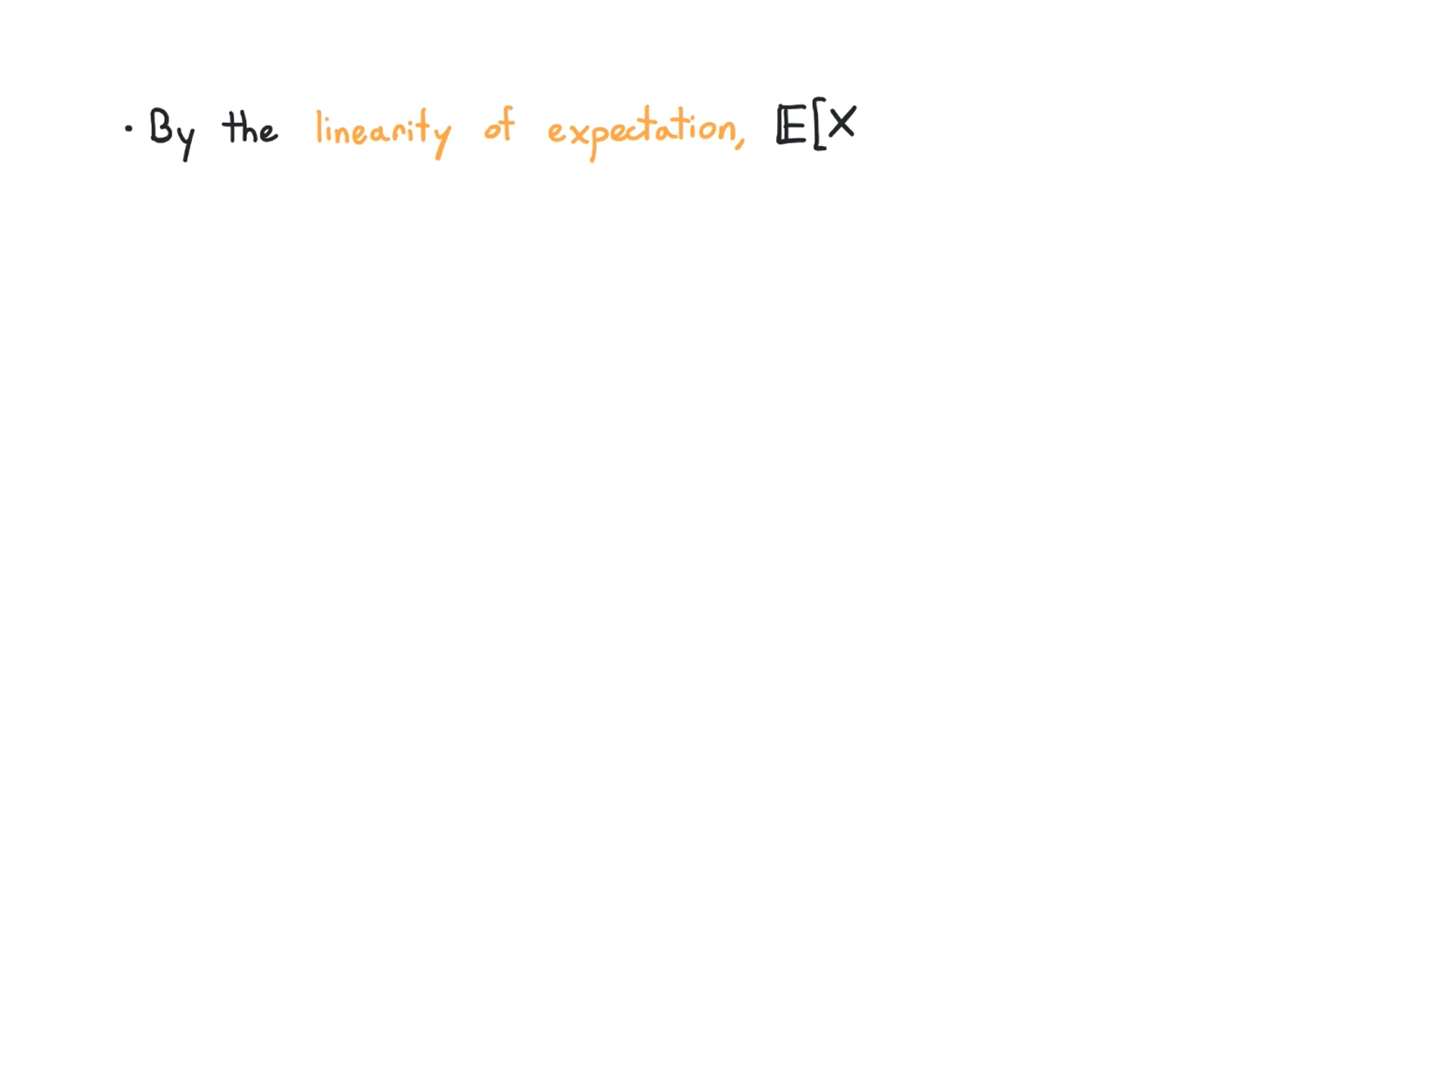 · By the linearity of expectation, 𝔼[X